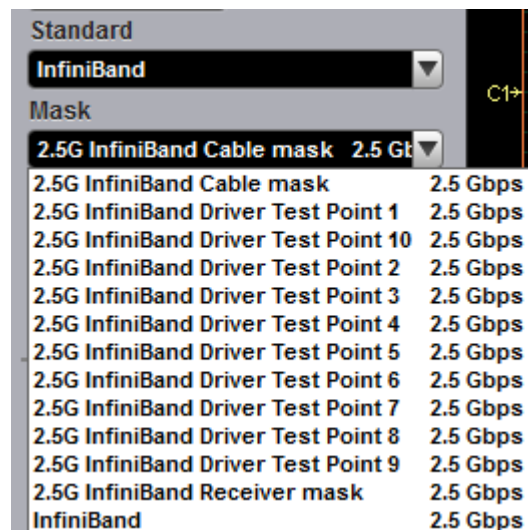 Standard
InfiniBand
C1
Mask
2.5G InfiniBand Cable mask 2.5 Gb
2.5G InfiniBand Cable mask 2.5 Gbps
2.5G InfiniBand Driver Test Point 1 2.5 Gbps
2.5G InfiniBand Driver Test Point 10 2.5 Gbps
2.5G InfiniBand Driver Test Point 2 2.5 Gbps
2.5G InfiniBand Driver Test Point 3 2.5 Gbps
2.5G InfiniBand Driver Test Point 4 2.5 Gbps
2.5G InfiniBand Driver Test Point 5 2.5 Gbps
2.5G InfiniBand Driver Test Point 6 2.5 Gbps
2.5G InfiniBand Driver Test Point 7 2.5 Gbps
2.5G InfiniBand Driver Test Point 8 2.5 Gbps
2.5G InfiniBand Driver Test Point 9 2.5 Gbps
2.5G InfiniBand Receiver mask 2.5 Gbps
InfiniBand 2.5 Gbps